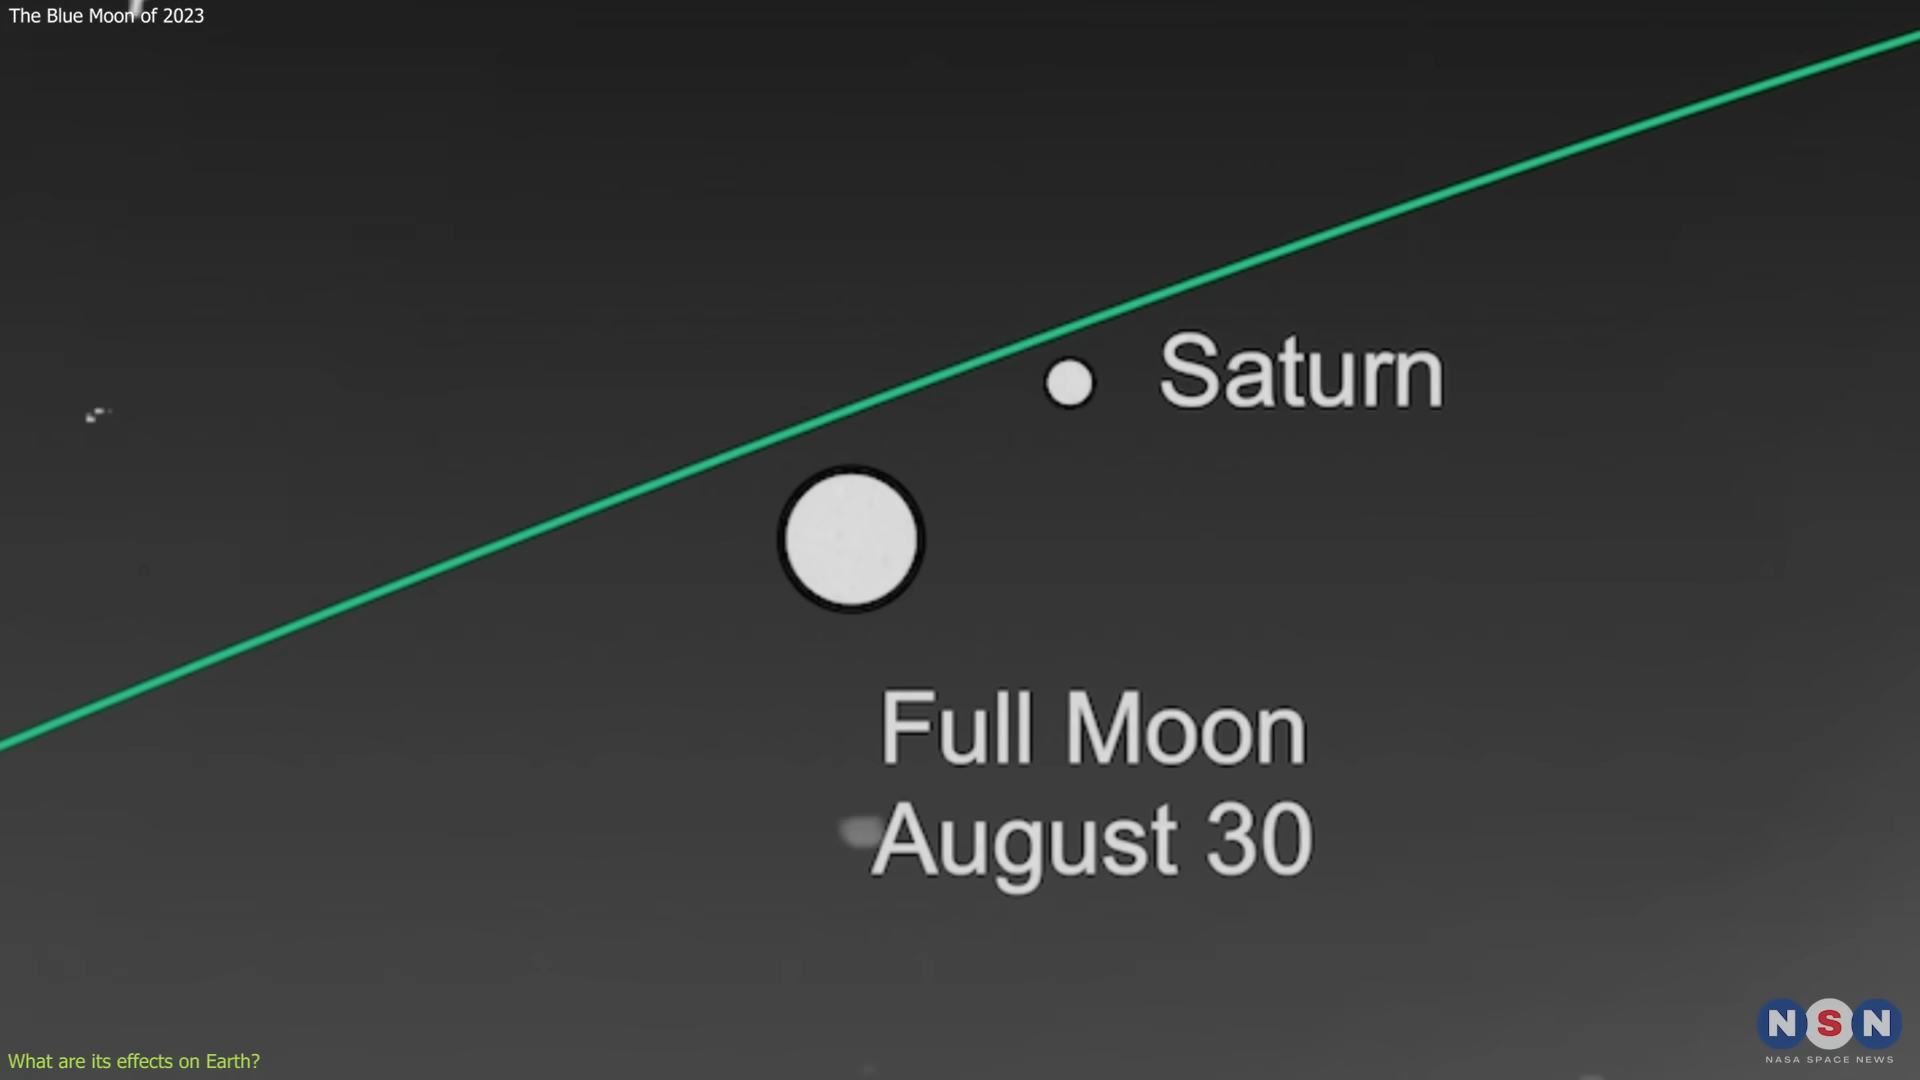 The Blue Moon of 2023
Saturn
Full Moon
August 30
What are its effects on Earth?
NSN
NASA SPACE NEWS